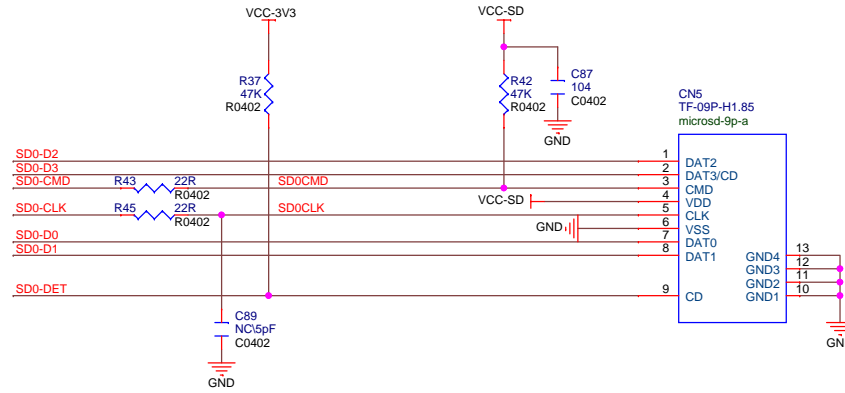 VCC-3V3
VCC-SD
R37
47K
R0402
R42
47K
R0402
C87
104
C0402
GND
CN5
TF-09P-H1.85
microsd-9p-a
SD0-D2
1
DAT2
SD0-D3
2
DAT3/CD
SD0-CMD
R43
22R
R0402
SD0CMD
3
CMD
VCC-SD
4
VDD
SD0-CLK
R45
22R
R0402
SD0CLK
5
CLK
GND
6
VSS
SD0-D0
7
DAT0
SD0-D1
8
DAT1
GND4
13
GND3
12
GND2
11
GND1
10
SD0-DET
9
CD
C89
NC\5pF
C0402
GND
GN